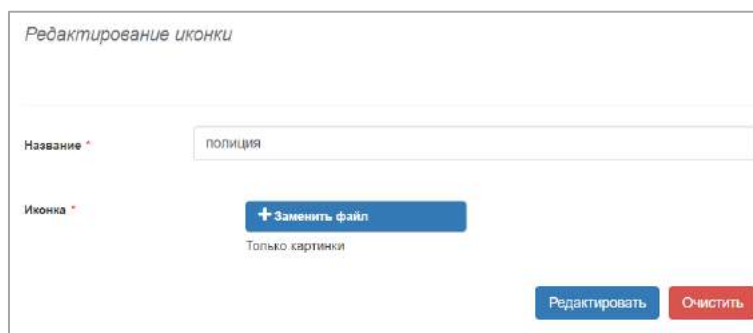 Редактирование иконки
Название *
полиция
Иконка *
+ Заменить файл
Только картинки
Редактировать
Очистить